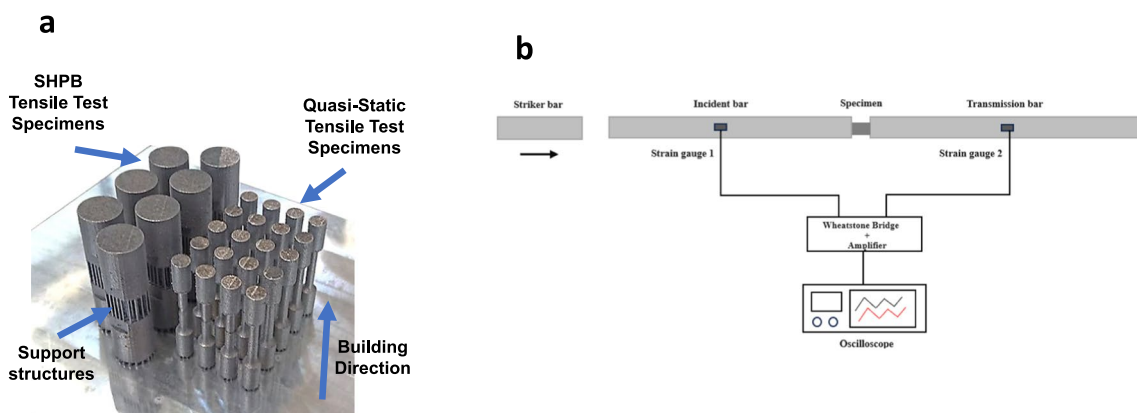 a
SHPB
Tensile Test
Specimens
Quasi-Static
Tensile Test
Specimens
Support
structures
Building
Direction
b
Striker bar
Incident bar
Specimen
Transmission bar
Strain gauge 1
Strain gauge 2
Wheatstone Bridge
+
Amplifier
Oscilloscope